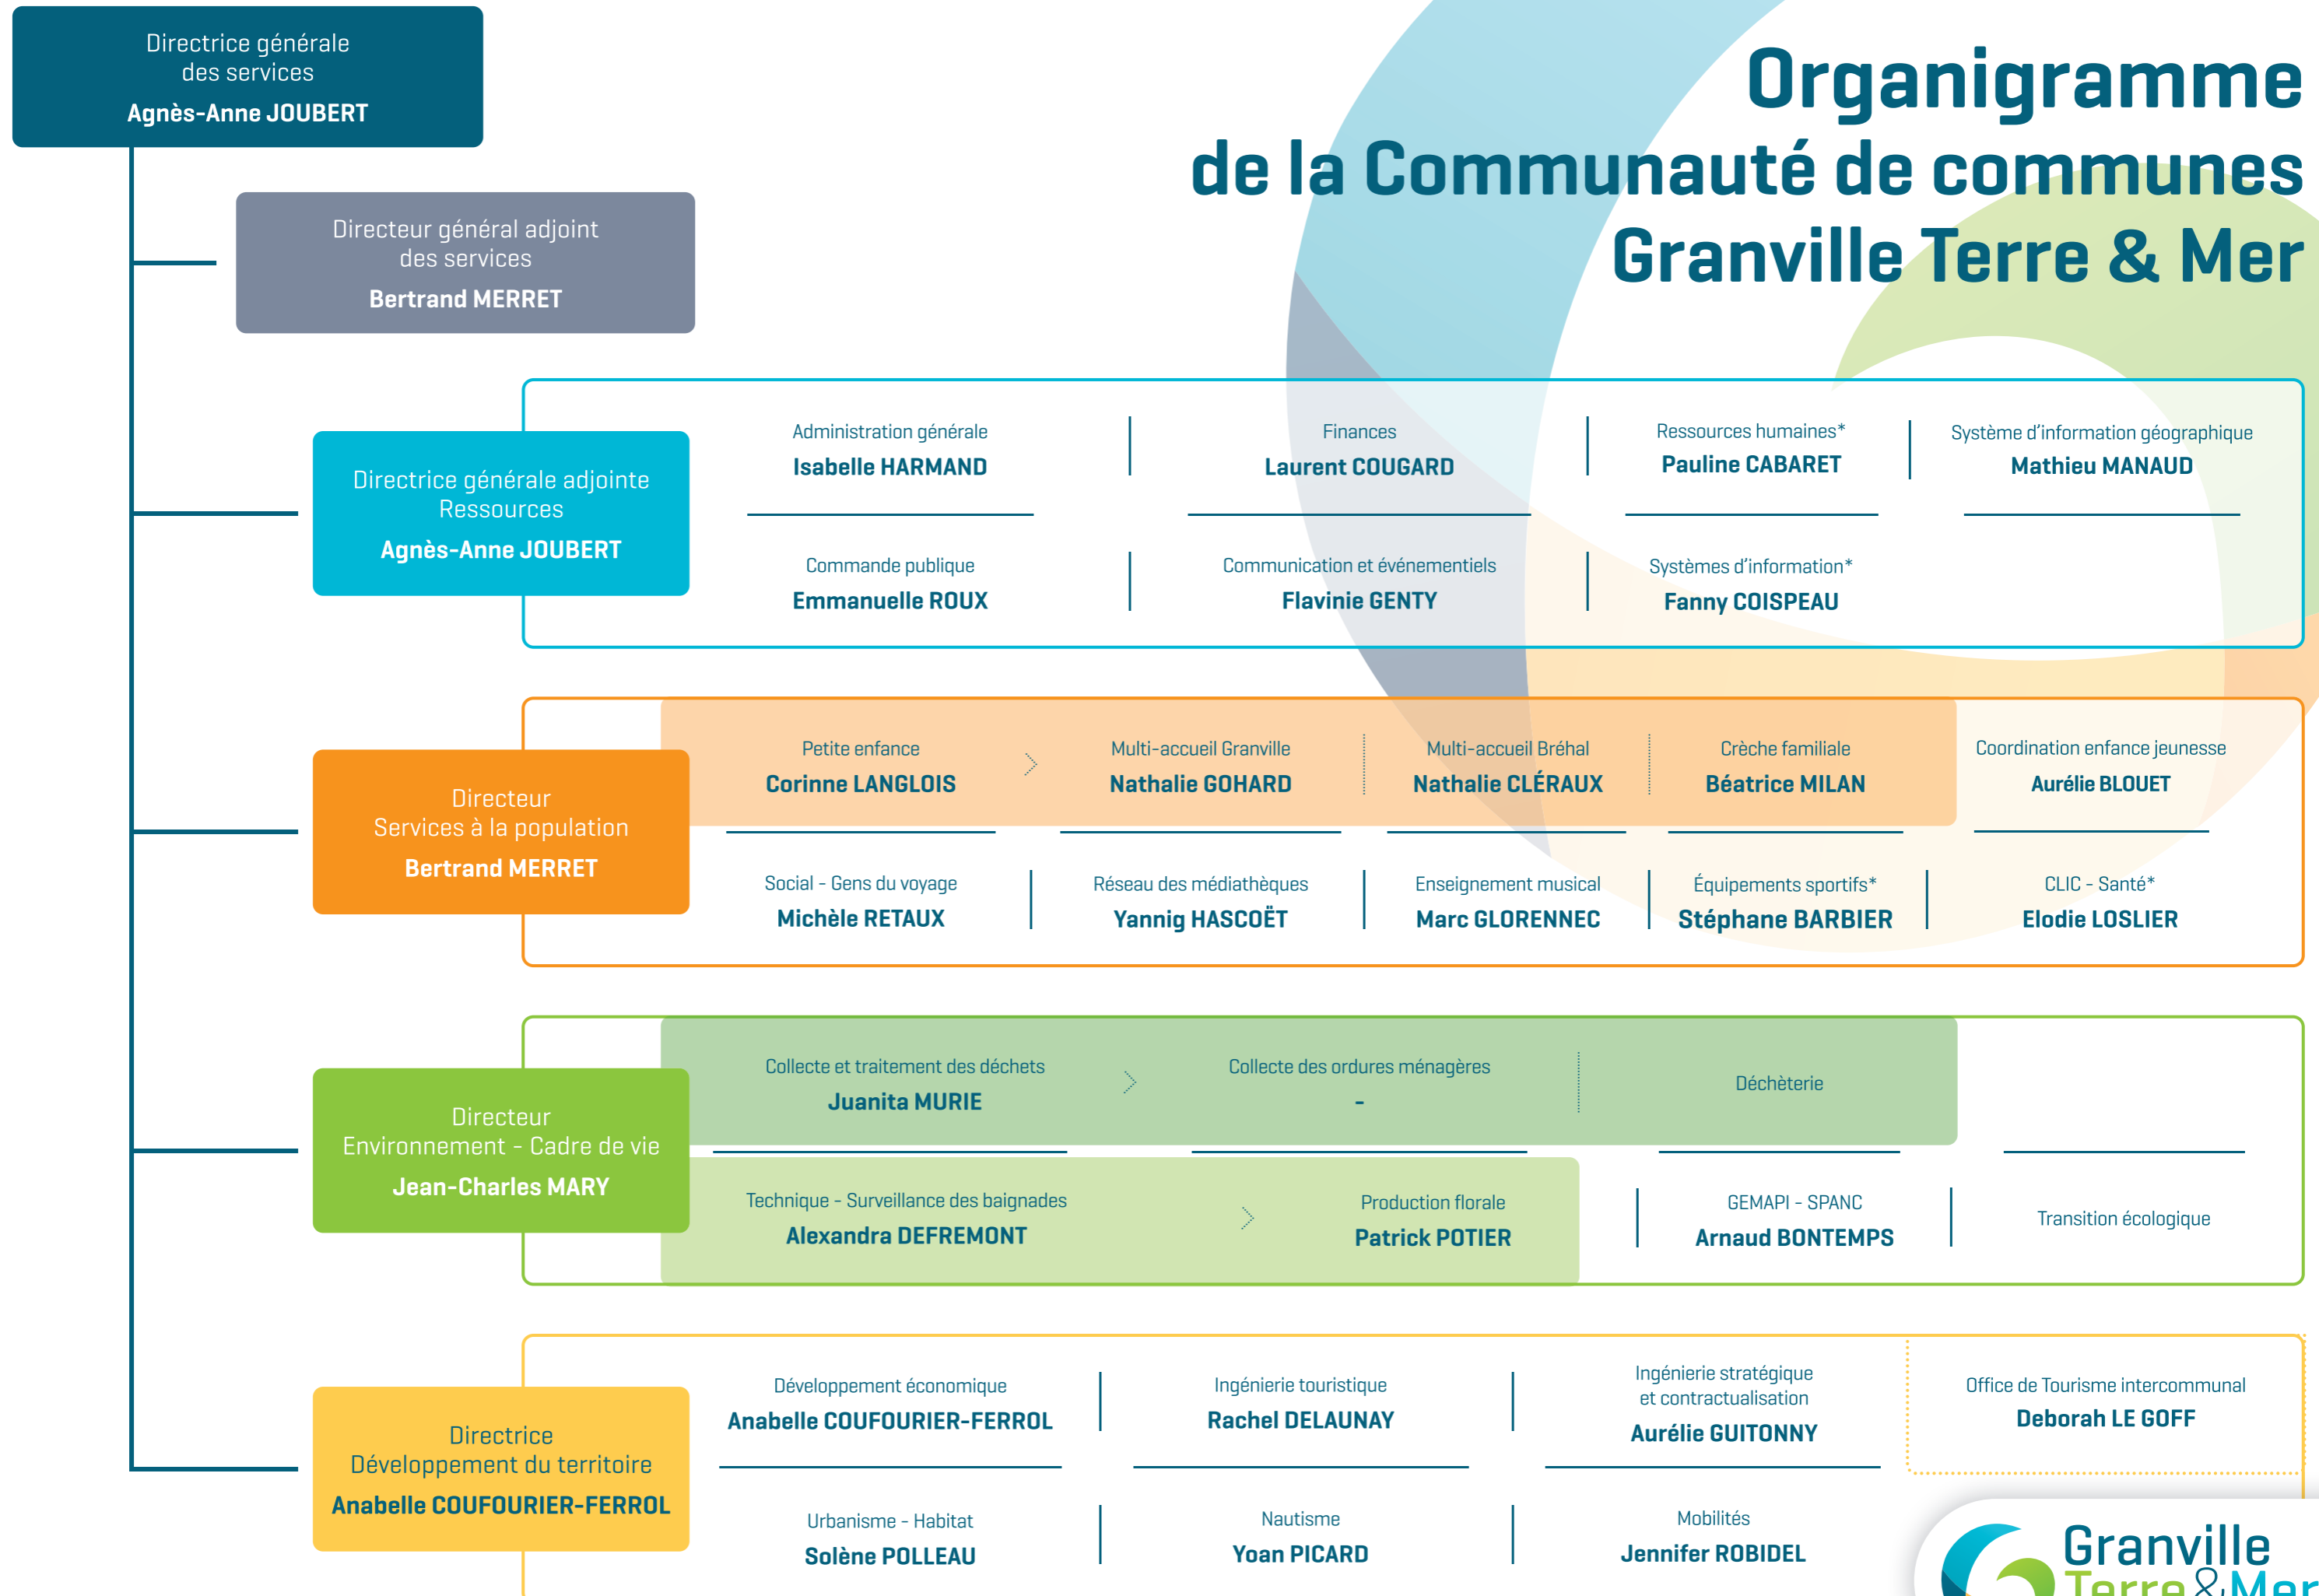 Directrice générale
des services
Agnès-Anne JOUBERT
Organigramme
de la Communauté de communes
Granville Terre & Mer
Directeur général adjoint
des services
Bertrand MERRET
Directrice générale adjointe
Ressources
Agnès-Anne JOUBERT
Administration générale
Isabelle HARMAND
Finances
Laurent COUGARD
Ressources humaines*
Pauline CABARET
Système d'information géographique
Mathieu MANAUD
Commande publique
Emmanuelle ROUX
Communication et événementiels
Flavinie GENTY
Systèmes d'information*
Fanny COISPEAU
Directeur
Services à la population
Bertrand MERRET
Petite enfance
Corinne LANGLOIS
Multi-accueil Granville
Nathalie GOHARD
Multi-accueil Bréhal
Nathalie CLÉRAUX
Crèche familiale
Béatrice MILAN
Coordination enfance jeunesse
Aurélie BLOUET
Social - Gens du voyage
Michèle RETAUX
Réseau des médiathèques
Yannig HASCOËT
Enseignement musical
Marc GLORENNEC
Équipements sportifs*
Stéphane BARBIER
CLIC - Santé*
Elodie LOSLIER
Directeur
Environnement - Cadre de vie
Jean-Charles MARY
Collecte et traitement des déchets
Juanita MURIE
Collecte des ordures ménagères
-
Déchèterie
Technique - Surveillance des baignades
Alexandra DEFREMONT
Production florale
Patrick POTIER
GEMAPI - SPANC
Arnaud BONTEMPS
Transition écologique
Directrice
Développement du territoire
Anabelle COUFOURIER-FERROL
Développement économique
Anabelle COUFOURIER-FERROL
Ingénierie touristique
Rachel DELAUNAY
Ingénierie stratégique
et contractualisation
Aurélie GUITONNY
Office de Tourisme intercommunal
Deborah LE GOFF
Urbanisme - Habitat
Solène POLLEAU
Nautisme
Yoan PICARD
Mobilités
Jennifer ROBIDEL
Granville
Terre&Mer